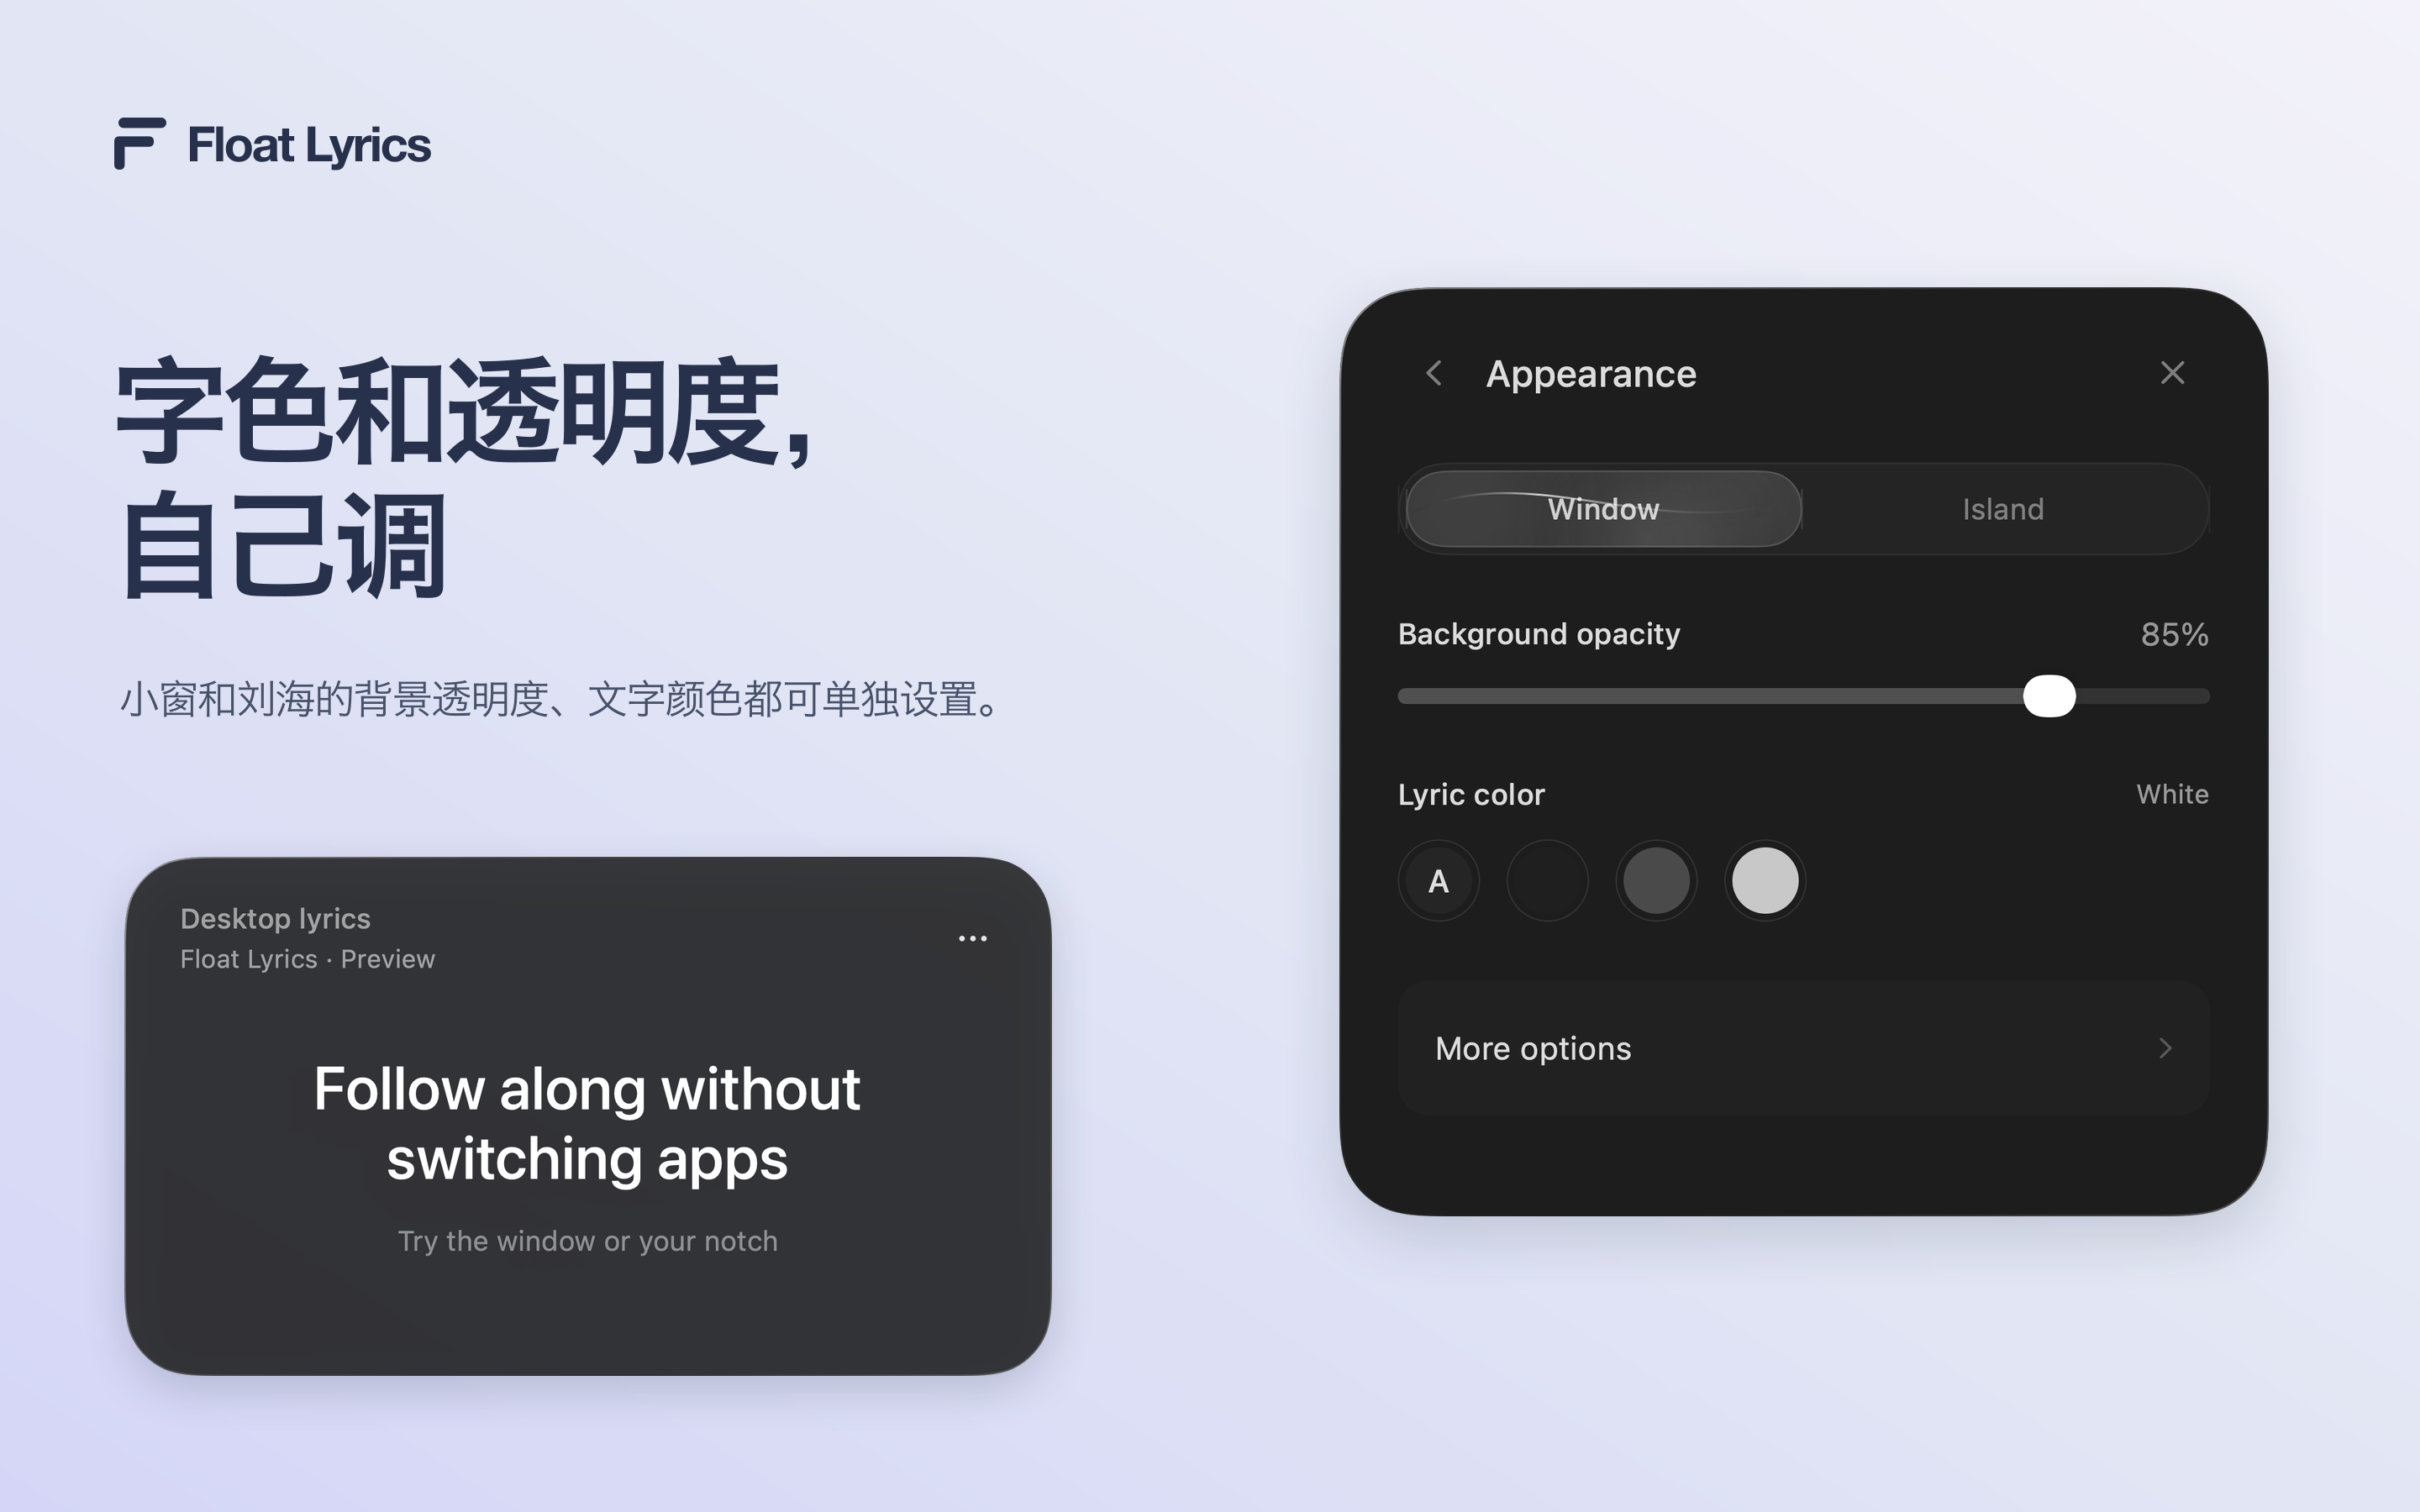 Float Lyrics
字色和透明度，
自己调
小窗和刘海的背景透明度、文字颜色都可单独设置。
Desktop lyrics
Float Lyrics · Preview
Follow along without
switching apps
Try the window or your notch
Appearance
Window
Island
Background opacity
85%
Lyric color
White
A
More options